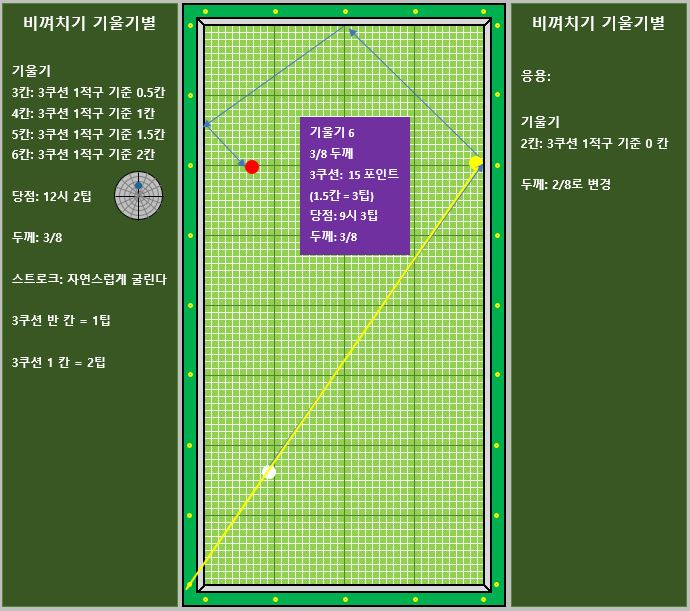 비껴치기 기울기별
기울기
3칸: 3쿠션 1적구 기준 0.5칸
4칸: 3쿠션 1적구 기준 1칸
5칸: 3쿠션 1적구 기준 1.5칸
6칸: 3쿠션 1적구 기준 2칸
당점: 12시 2팁
두께: 3/8
스트로크: 자연스럽게 굴린다
3쿠션 반 칸 = 1팁
3쿠션 1 칸 = 2팁
기울기 6
3/8 두께
3쿠션: 15 포인트
(1.5칸 = 3팁)
당점: 9시 3팁
두께: 3/8
비껴치기 기울기별
응용:
기울기
2칸: 3쿠션 1적구 기준 0 칸
두께: 2/8로 변경